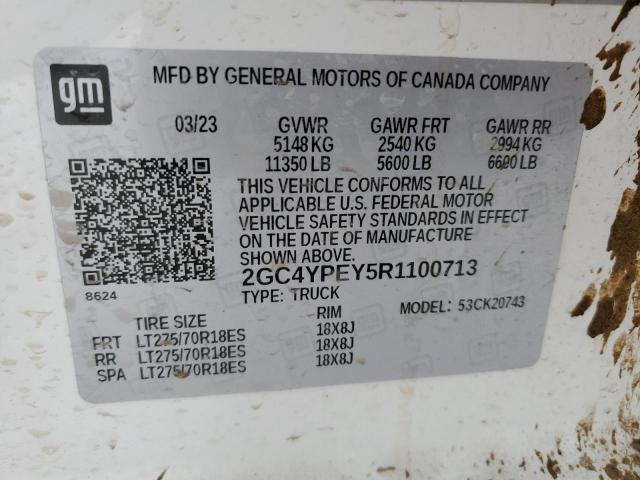 gm
MFD BY GENERAL MOTORS OF CANADA COMPANY
03/23 GVWR GAWR FRT GAWR RR
5148 KG 2540 KG 2994 KG
11350 LB 5600 LB 6600 LB
THIS VEHICLE CONFORMS TO ALL
APPLICABLE U.S. FEDERAL MOTOR
VEHICLE SAFETY STANDARDS IN EFFECT
ON THE DATE OF MANUFACTURE
SHOWN ABOVE.
2GC4YPEY5R1100713
8624 TYPE: TRUCK MODEL: 53CK20743
TIRE SIZE RIM
FRT LT275/70R18ES 18X8J
RR LT275/70R18ES 18X8J
SPA LT275/70R18ES 18X8J